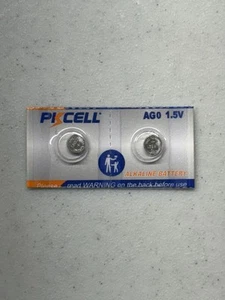 PKCELL
AG0 1.5V
ALKALINE BATTERY
read WARNING on the back before use